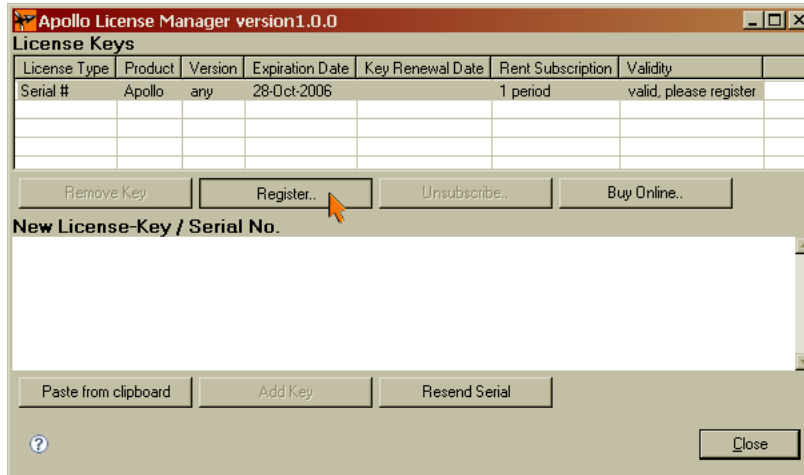 Apollo License Manager version1.0.0
License Keys
License Type Product Version Expiration Date Key Renewal Date Rent Subscription Validity
Serial # Apollo any 28-Oct-2006 1 period valid, please register
Remove Key Register.. Unsubscribe.. Buy Online..
New License-Key / Serial No.
Paste from clipboard Add Key Resend Serial
? Close